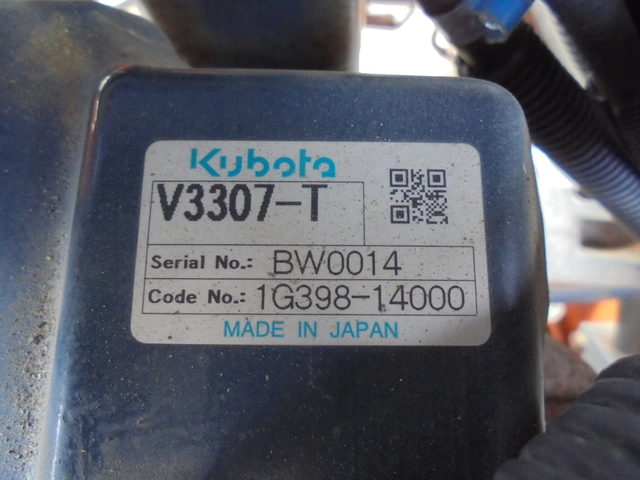 Kubota
V3307-T
Serial No.: BW0014
Code No.: 1G398-14000
MADE IN JAPAN